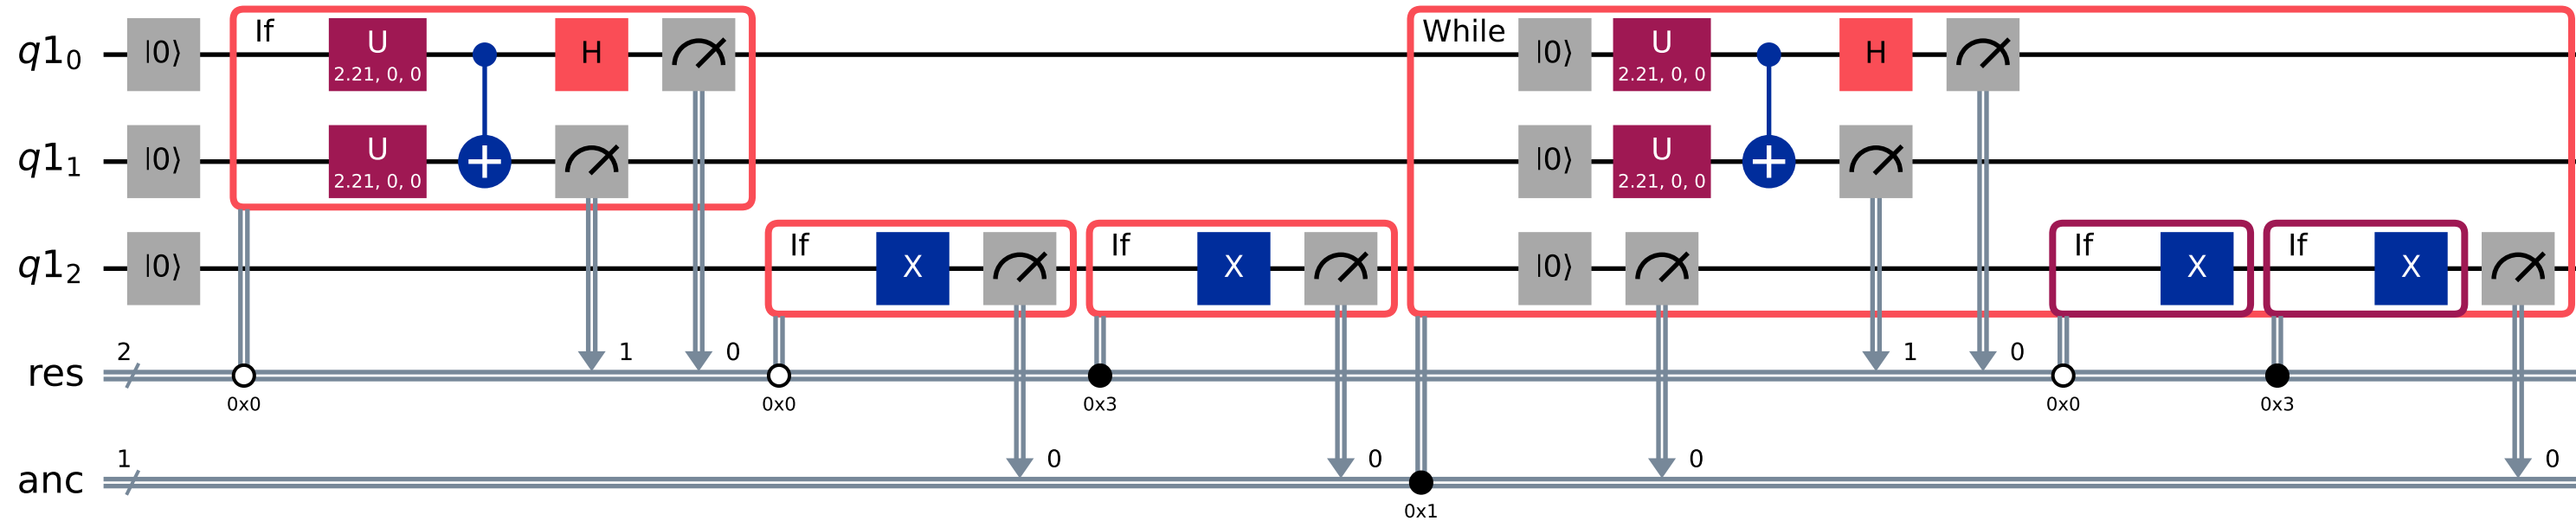 If
While
q1₀ |0⟩ U H |0⟩ U H
2.21, 0, 0 2.21, 0, 0
q1₁ |0⟩ U |0⟩ U
2.21, 0, 0 2.21, 0, 0
If If If If
q1₂ |0⟩ X X |0⟩ X X
res 2 1 0 1 0
0x0 0x0 0x3 0x0 0x3
anc 1 0 0 0 0
0x1